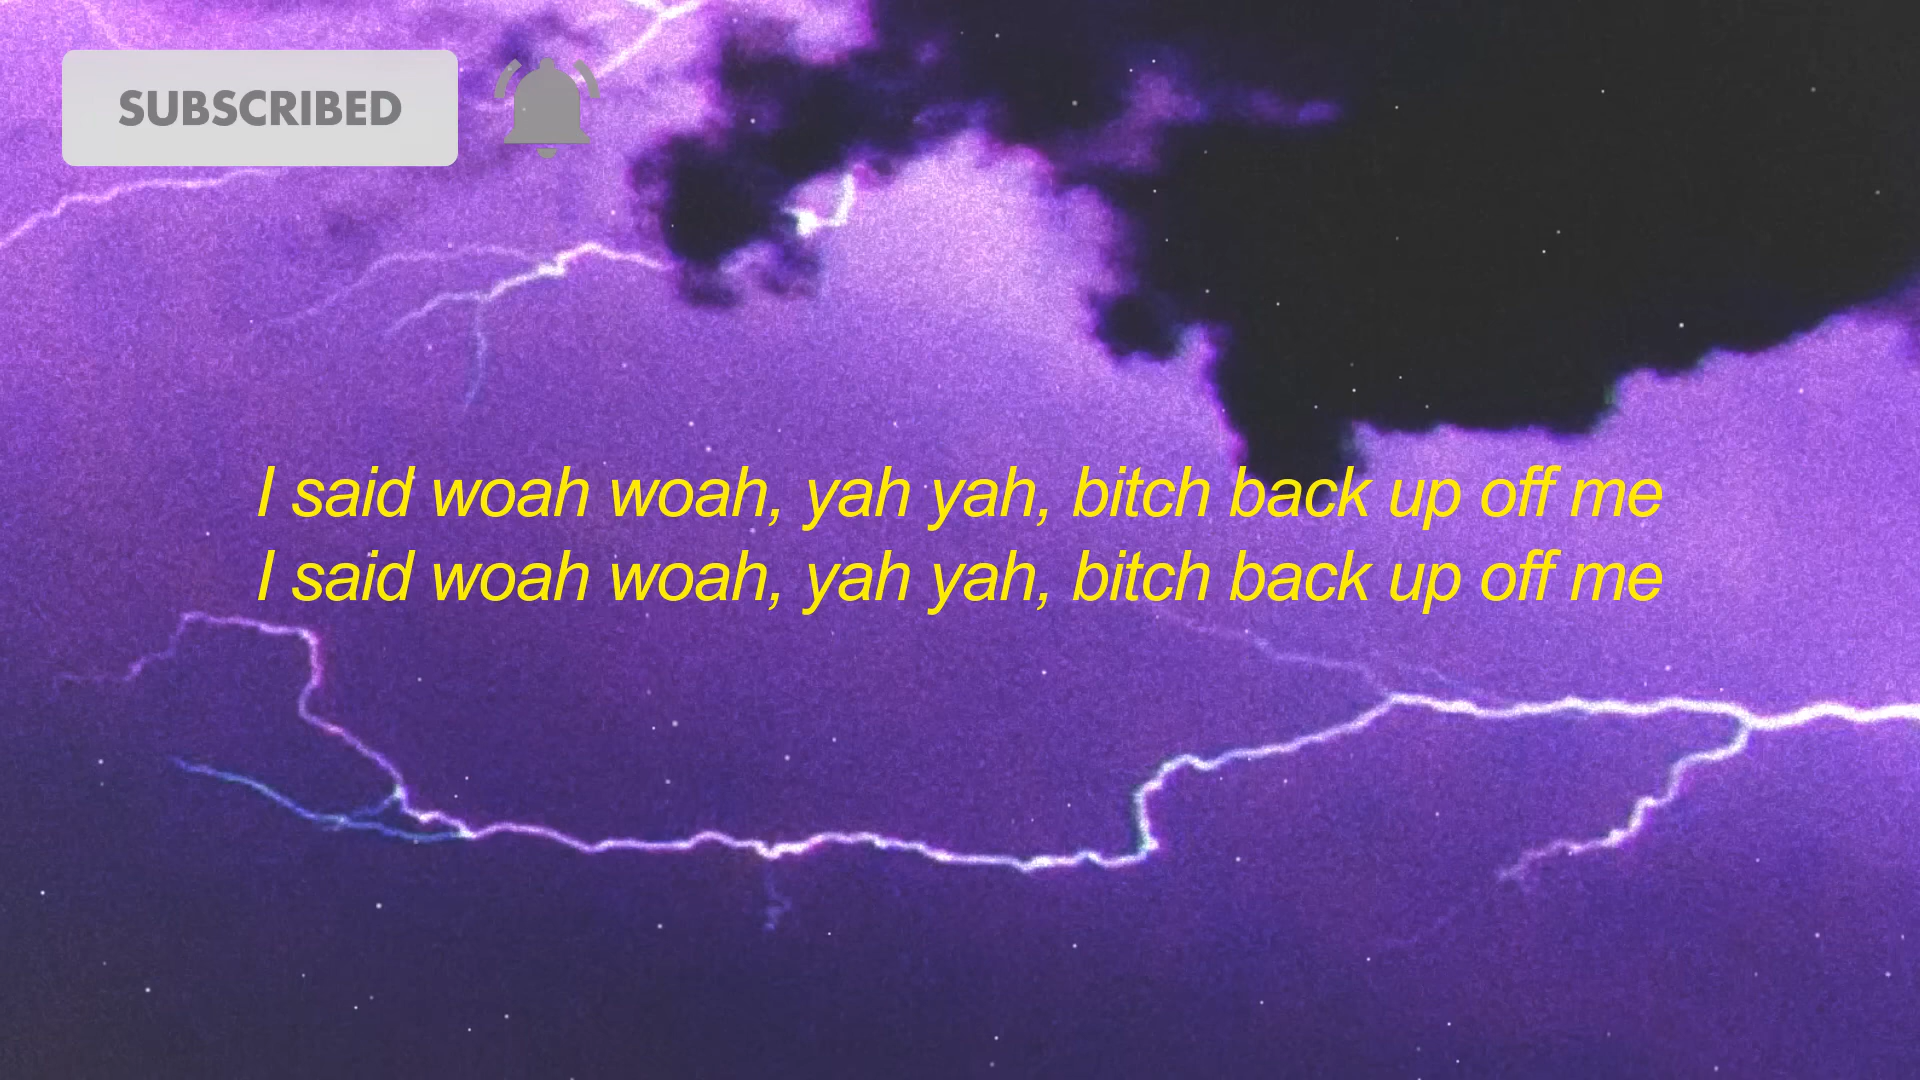 SUBSCRIBED
I said woah woah, yah yah, bitch back up off me
I said woah woah, yah yah, bitch back up off me